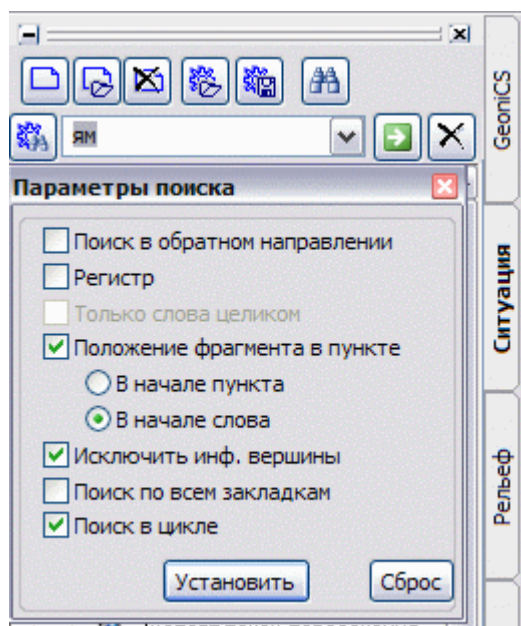 ям
Параметры поиска
Поиск в обратном направлении
Регистр
Только слова целиком
Положение фрагмента в пункте
В начале пункта
В начале слова
Исключить инф. вершины
Поиск по всем закладкам
Поиск в цикле
Установить
Сброс
GeoniCS
Ситуация
Рельеф